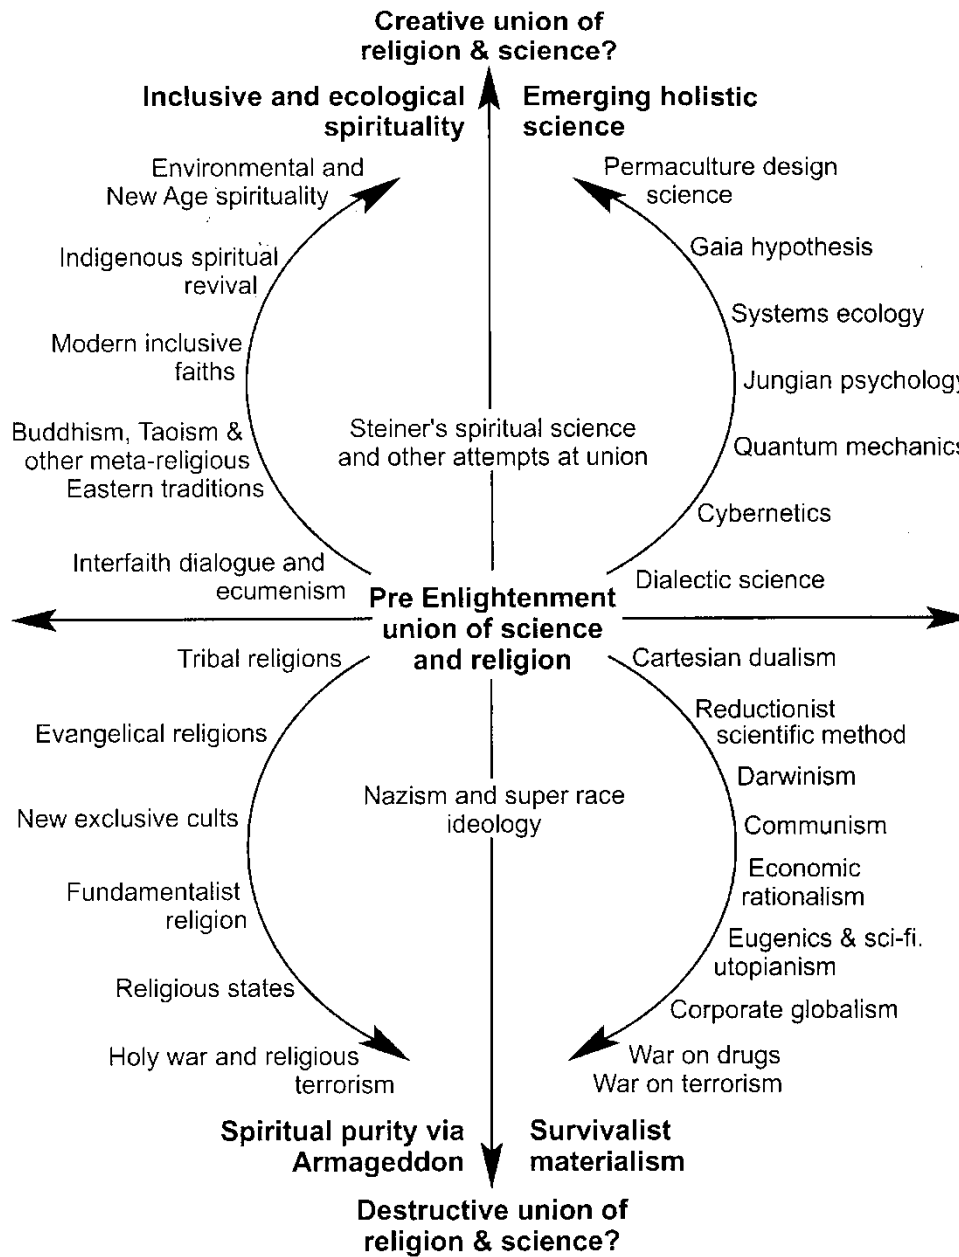 Creative union of
religion & science?
Inclusive and ecological
spirituality
Emerging holistic
science
Environmental and
New Age spirituality
Indigenous spiritual
revival
Modern inclusive
faiths
Buddhism, Taoism &
other meta-religious
Eastern traditions
Interfaith dialogue and
ecumenism
Permaculture design
science
Gaia hypothesis
Systems ecology
Jungian psychology
Quantum mechanics
Cybernetics
Dialectic science
Steiner's spiritual science
and other attempts at union
Pre Enlightenment
union of science
and religion
Tribal religions
Evangelical religions
New exclusive cults
Fundamentalist
religion
Religious states
Holy war and religious
terrorism
Nazism and super race
ideology
Cartesian dualism
Reductionist
scientific method
Darwinism
Communism
Economic
rationalism
Eugenics & sci-fi.
utopianism
Corporate globalism
War on drugs
War on terrorism
Spiritual purity via
Armageddon
Survivalist
materialism
Destructive union of
religion & science?